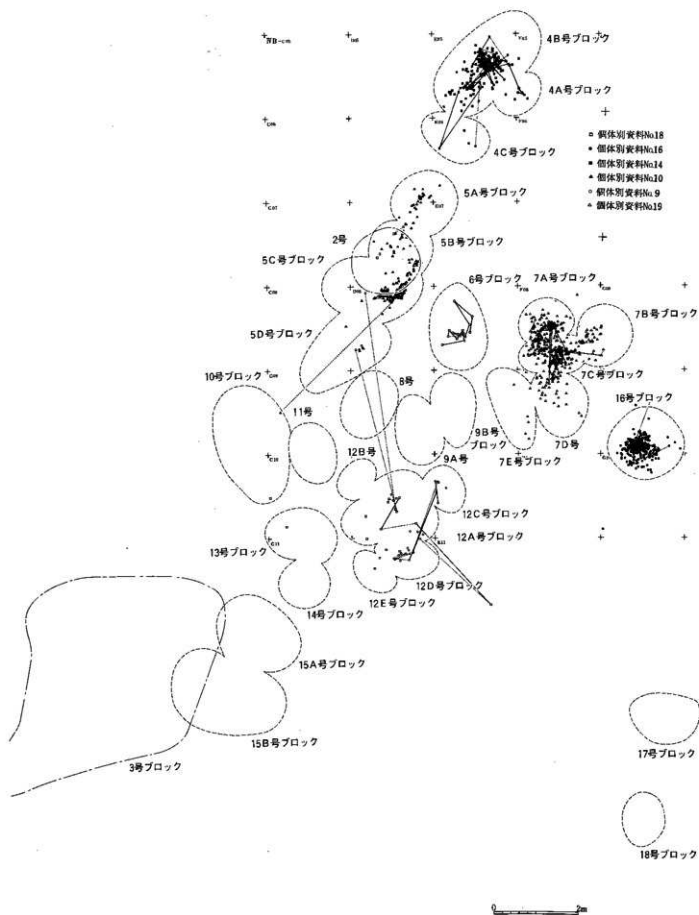 4B号ブロック
4A号ブロック
4C号ブロック
個体別資料No.18
個体別資料No.16
個体別資料No.14
個体別資料No.10
個体別資料No.9
個体別資料No.19
5A号ブロック
2号
5B号ブロック
5C号ブロック
6号ブロック
7A号ブロック
7B号ブロック
5D号ブロック
10号ブロック
8号
7C号ブロック
16号ブロック
11号
9B号
ブロック
7D号
12B号
9A号
7E号ブロック
12C号ブロック
12A号ブロック
13号ブロック
12D号ブロック
12E号ブロック
14号ブロック
15A号ブロック
15B号ブロック
3号ブロック
17号ブロック
18号ブロック
0 2m